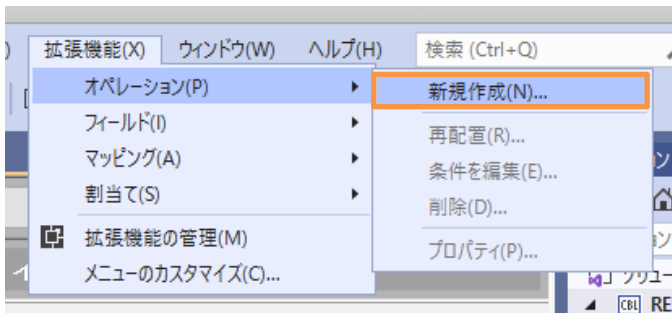 拡張機能(X) ウィンドウ(W) ヘルプ(H) 検索 (Ctrl+Q)
オペレーション(P)
フィールド(I)
マッピング(A)
割当て(S)
拡張機能の管理(M)
メニューのカスタマイズ(C)...
新規作成(N)...
再配置(R)...
条件を編集(E)...
削除(D)...
プロパティ(P)...
CBL RE